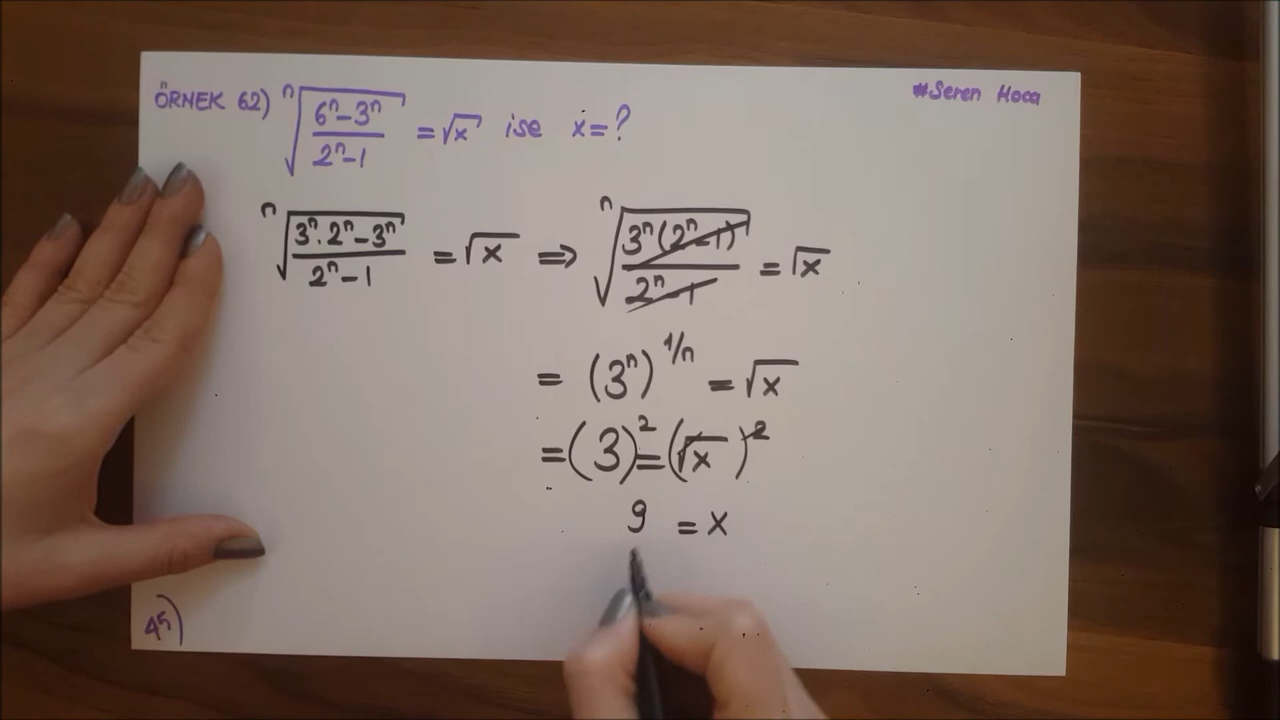 ÖRNEK 62) ⁿ√((6ⁿ-3ⁿ)/(2ⁿ-1)) = √x ise x=?
#Seren Hoca
ⁿ√((3ⁿ.2ⁿ-3ⁿ)/(2ⁿ-1)) = √x ⇒ ⁿ√((3ⁿ(2ⁿ-1))/(2ⁿ-1)) = √x
= (3ⁿ)^1/n = √x
= (3)² = (√x)²
9 = x
45)